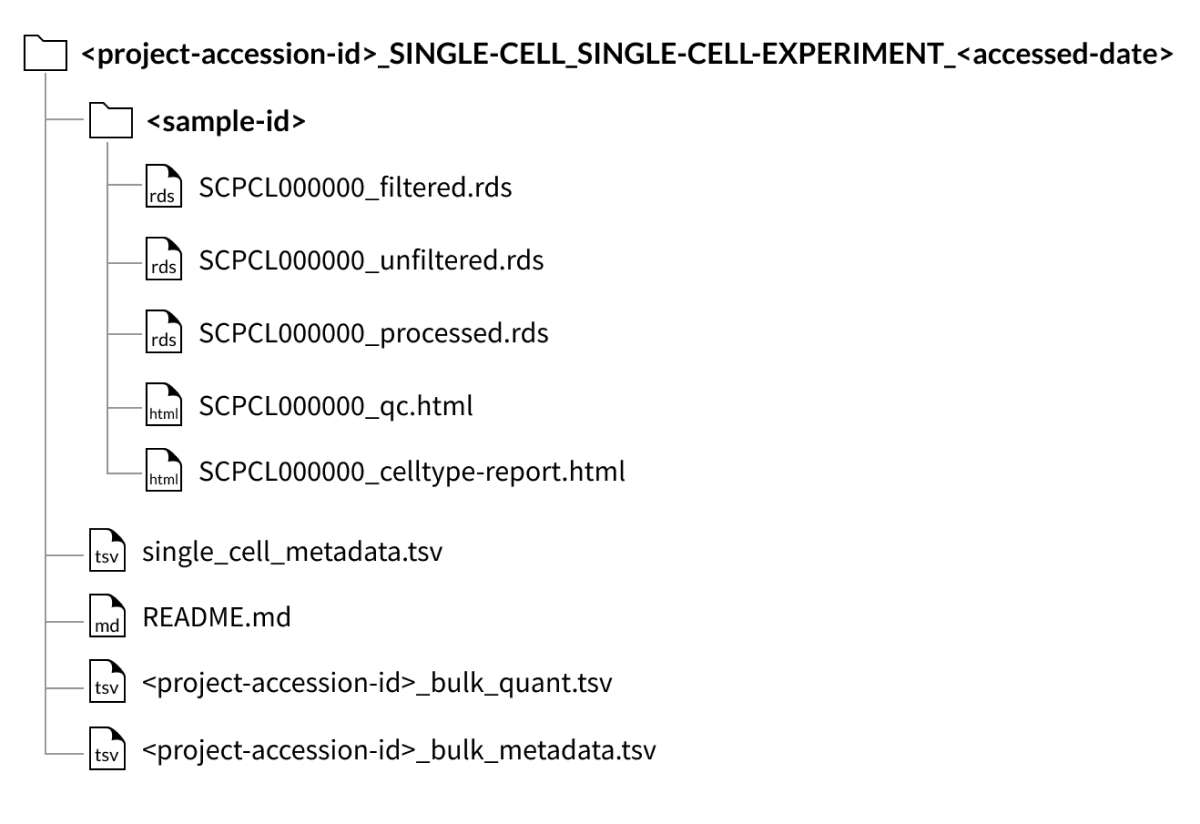 <project-accession-id>_SINGLE-CELL_SINGLE-CELL-EXPERIMENT_<accessed-date>
<sample-id>
rds SCPCL000000_filtered.rds
rds SCPCL000000_unfiltered.rds
rds SCPCL000000_processed.rds
html SCPCL000000_qc.html
html SCPCL000000_celltype-report.html
tsv single_cell_metadata.tsv
md README.md
tsv <project-accession-id>_bulk_quant.tsv
tsv <project-accession-id>_bulk_metadata.tsv